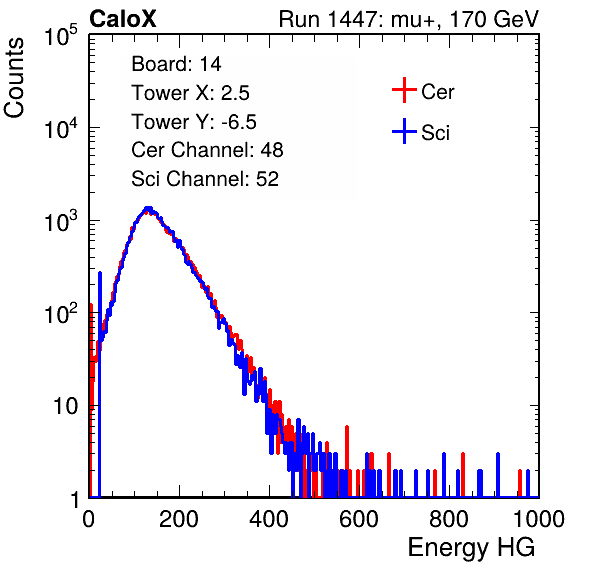 CaloX Run 1447: mu+, 170 GeV
Counts
Board: 14
Tower X: 2.5
Tower Y: -6.5
Cer Channel: 48
Sci Channel: 52
Cer
Sci
10^5
10^4
10^3
10^2
10
1
0 200 400 600 800 1000
Energy HG